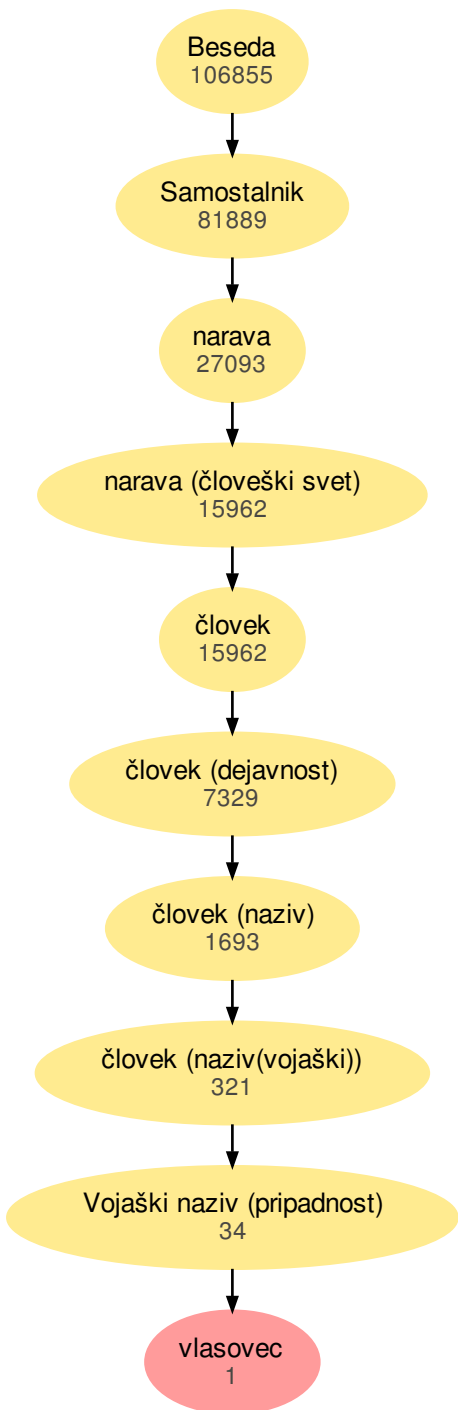 Beseda
106855
Samostalnik
81889
narava
27093
narava (človeški svet)
15962
človek
15962
človek (dejavnost)
7329
človek (naziv)
1693
človek (naziv(vojaški))
321
Vojaški naziv (pripadnost)
34
vlasovec
1